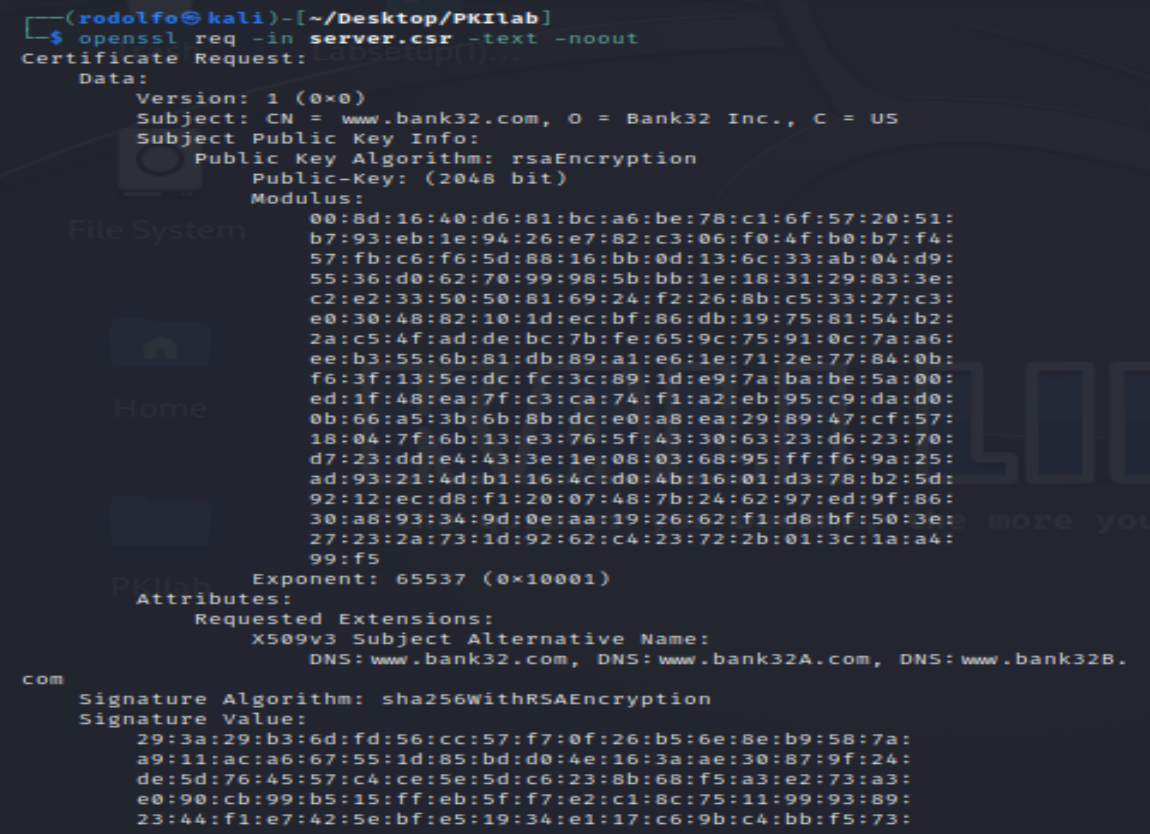 ┌──(rodolfo㉿kali)-[~/Desktop/PKIlab]
└─$ openssl req -in server.csr -text -noout
Certificate Request:
    Data:
        Version: 1 (0×0)
        Subject: CN = www.bank32.com, O = Bank32 Inc., C = US
        Subject Public Key Info:
            Public Key Algorithm: rsaEncryption
                Public-Key: (2048 bit)
                Modulus:
                    00:8d:16:40:d6:81:bc:a6:be:78:c1:6f:57:20:51:
                    b7:93:eb:1e:94:26:e7:82:c3:06:f0:4f:b0:b7:f4:
                    57:fb:c6:f6:5d:88:16:bb:0d:13:6c:33:ab:04:d9:
                    55:36:d0:62:70:99:98:5b:bb:1e:18:31:29:83:3e:
                    c2:e2:33:50:50:81:69:24:f2:26:8b:c5:33:27:c3:
                    e0:30:48:82:10:1d:ec:bf:86:db:19:75:81:54:b2:
                    2a:c5:4f:ad:de:bc:7b:fe:65:9c:75:91:0c:7a:a6:
                    ee:b3:55:6b:81:db:89:a1:e6:1e:71:2e:77:84:0b:
                    f6:3f:13:5e:dc:fc:3c:89:1d:e9:7a:ba:be:5a:00:
                    ed:1f:48:ea:7f:c3:ca:74:f1:a2:eb:95:c9:da:d0:
                    0b:66:a5:3b:6b:8b:dc:e0:a8:ea:29:89:47:cf:57:
                    18:04:7f:6b:13:e3:76:5f:43:30:63:23:d6:23:70:
                    d7:23:dd:e4:43:3e:1e:08:03:68:95:ff:f6:9a:25:
                    ad:93:21:4d:b1:16:4c:d0:4b:16:01:d3:78:b2:5d:
                    92:12:ec:d8:f1:20:07:48:7b:24:62:97:ed:9f:86:
                    30:a8:93:34:9d:0e:aa:19:26:62:f1:d8:bf:50:3e:
                    27:23:2a:73:1d:92:62:c4:23:72:2b:01:3c:1a:a4:
                    99:f5
                Exponent: 65537 (0×10001)
        Attributes:
            Requested Extensions:
                X509v3 Subject Alternative Name:
                    DNS:www.bank32.com, DNS:www.bank32A.com, DNS:www.bank32B.
com
    Signature Algorithm: sha256WithRSAEncryption
    Signature Value:
        29:3a:29:b3:6d:fd:56:cc:57:f7:0f:26:b5:6e:8e:b9:58:7a:
        a9:11:ac:a6:67:55:1d:85:bd:d0:4e:16:3a:ae:30:87:9f:24:
        de:5d:76:45:57:c4:ce:5e:5d:c6:23:8b:68:f5:a3:e2:73:a3:
        e0:90:cb:99:b5:15:ff:eb:5f:f7:e2:c1:8c:75:11:99:93:89:
        23:44:f1:e7:42:5e:bf:e5:19:34:e1:17:c6:9b:c4:bb:f5:73:
File System
Home
PKIlab
more you